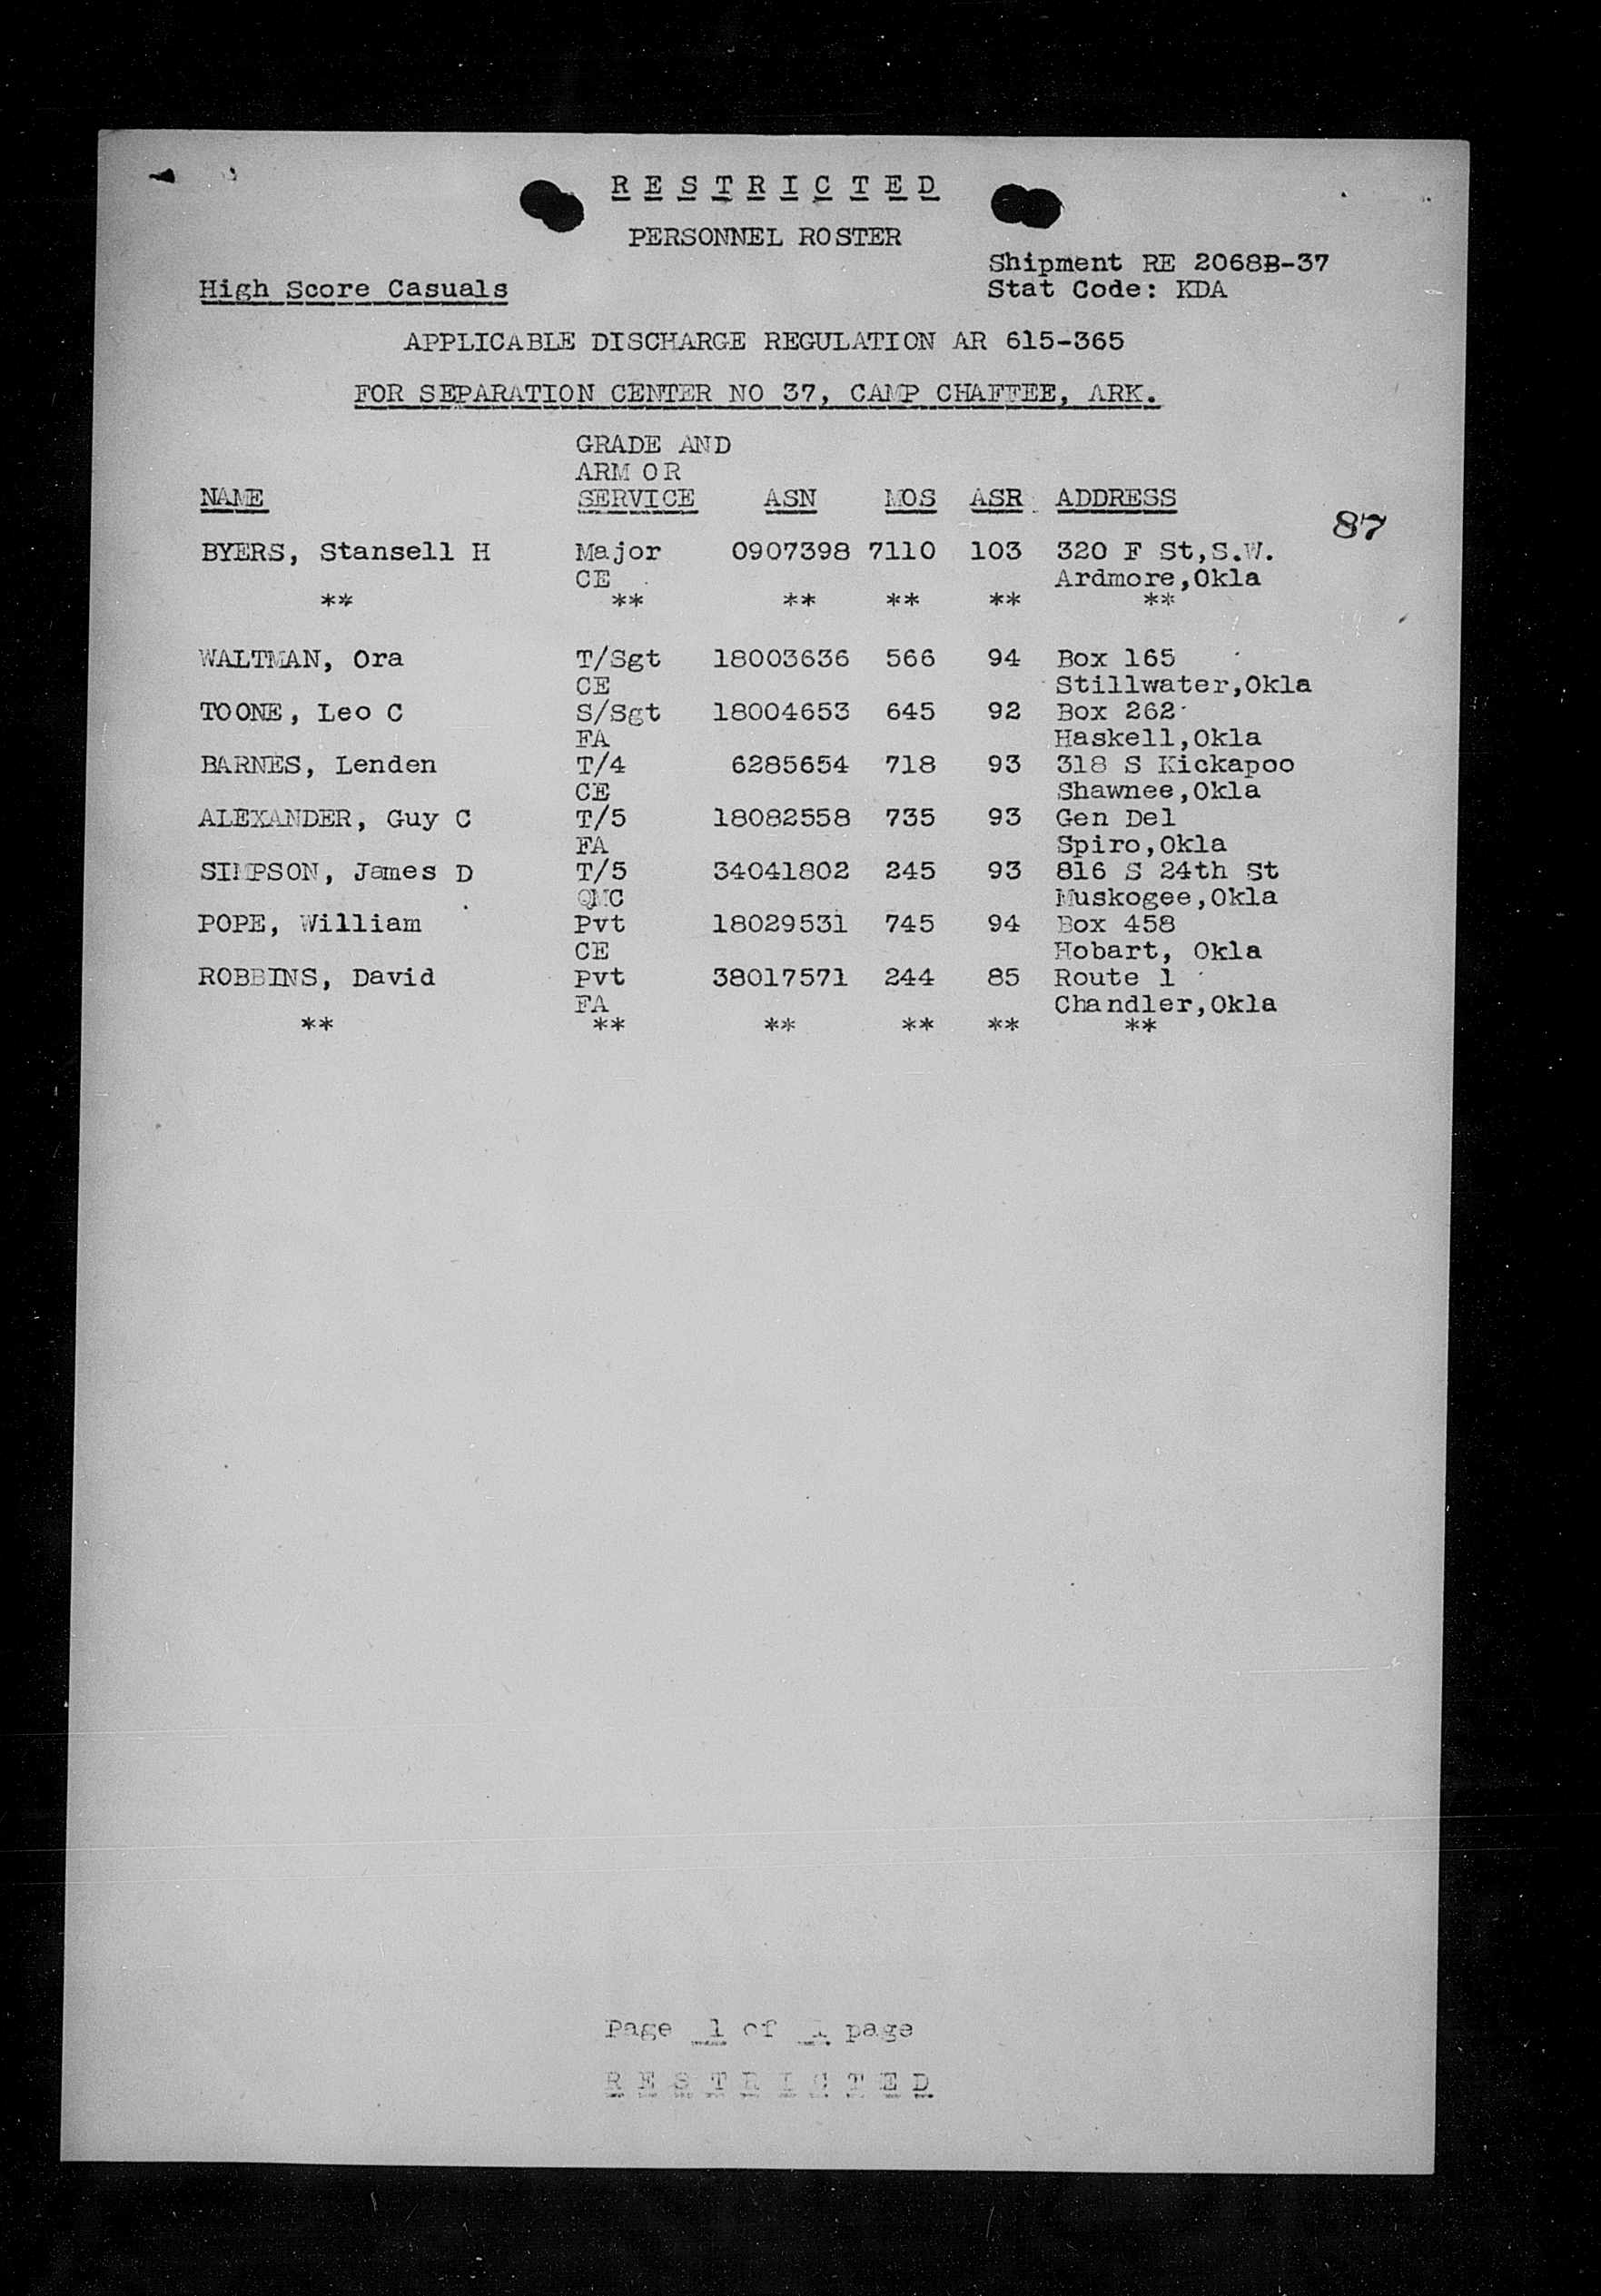 R E S T R I C T E D
PERSONNEL ROSTER
Shipment RE 2068B-37
High Score Casuals Stat Code: KDA
APPLICABLE DISCHARGE REGULATION AR 615-365
FOR SEPARATION CENTER NO 37, CAMP CHAFFEE, ARK.
GRADE AND
ARM OR
NAME SERVICE ASN MOS ASR ADDRESS
87
BYERS, Stansell H Major 0907398 7110 103 320 F St,S.W.
CE Ardmore,Okla
** ** ** ** ** **
WALTMAN, Ora T/Sgt 18003636 566 94 Box 165
CE Stillwater,Okla
TOONE, Leo C S/Sgt 18004653 645 92 Box 262
FA Haskell,Okla
BARNES, Lenden T/4 6285654 718 93 318 S Kickapoo
CE Shawnee,Okla
ALEXANDER, Guy C T/5 18082558 735 93 Gen Del
FA Spiro,Okla
SIMPSON, James D T/5 34041802 245 93 816 S 24th St
QMC Muskogee,Okla
POPE, William Pvt 18029531 745 94 Box 458
CE Hobart, Okla
ROBBINS, David Pvt 38017571 244 85 Route 1
FA Chandler,Okla
** ** ** ** ** **
Page 1 of 1 page
R E S T R I C T E D